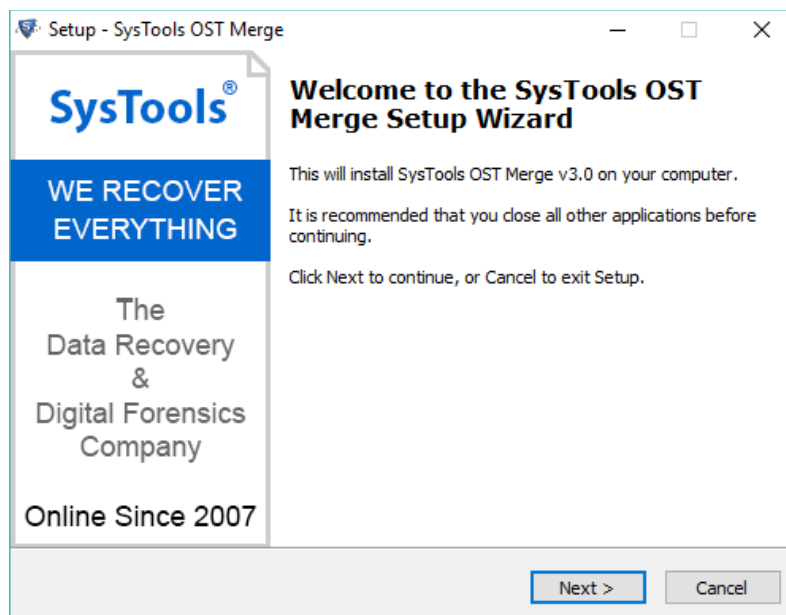 Setup - SysTools OST Merge
SysTools®
WE RECOVER
EVERYTHING
The
Data Recovery
&
Digital Forensics
Company
Online Since 2007
Welcome to the SysTools OST
Merge Setup Wizard
This will install SysTools OST Merge v3.0 on your computer.
It is recommended that you close all other applications before
continuing.
Click Next to continue, or Cancel to exit Setup.
Next >
Cancel